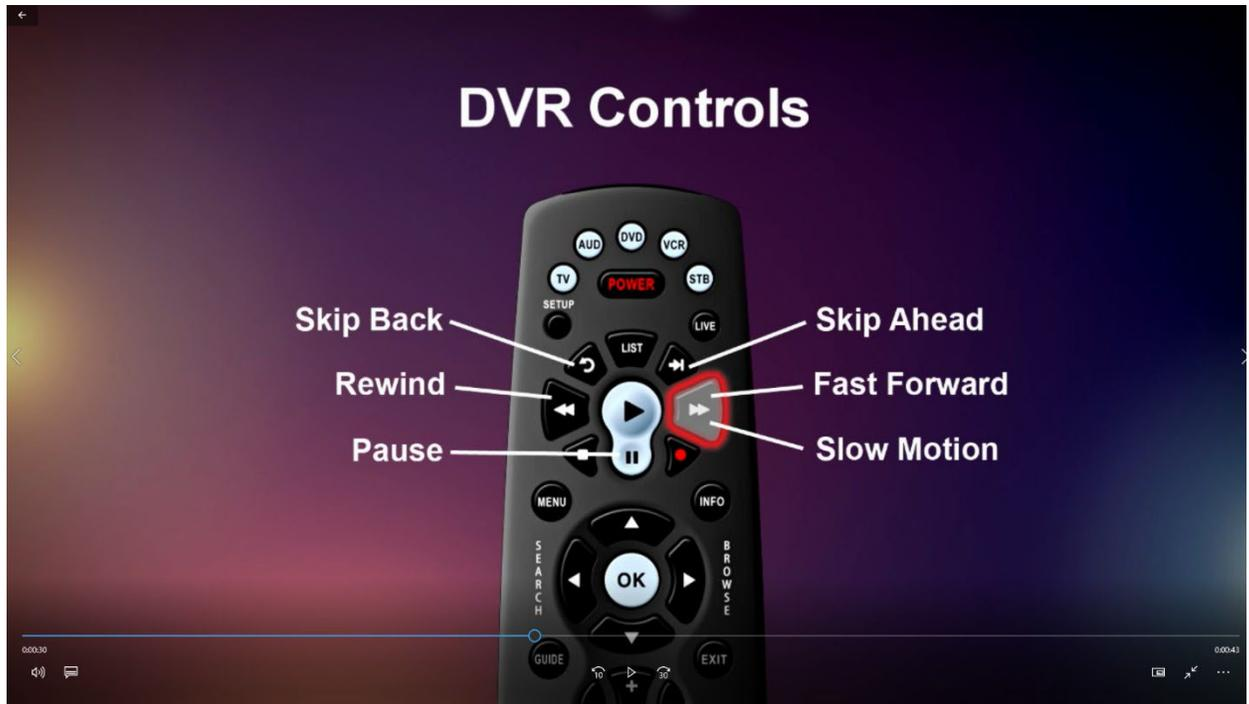 DVR Controls
AUD DVD VCR
TV POWER STB
SETUP
LIVE
Skip Back
Skip Ahead
LIST
Rewind
Fast Forward
Pause
Slow Motion
MENU
INFO
SEARCH
BROWSE
OK
0:00:30
0:00:43
GUIDE
EXIT
10
30